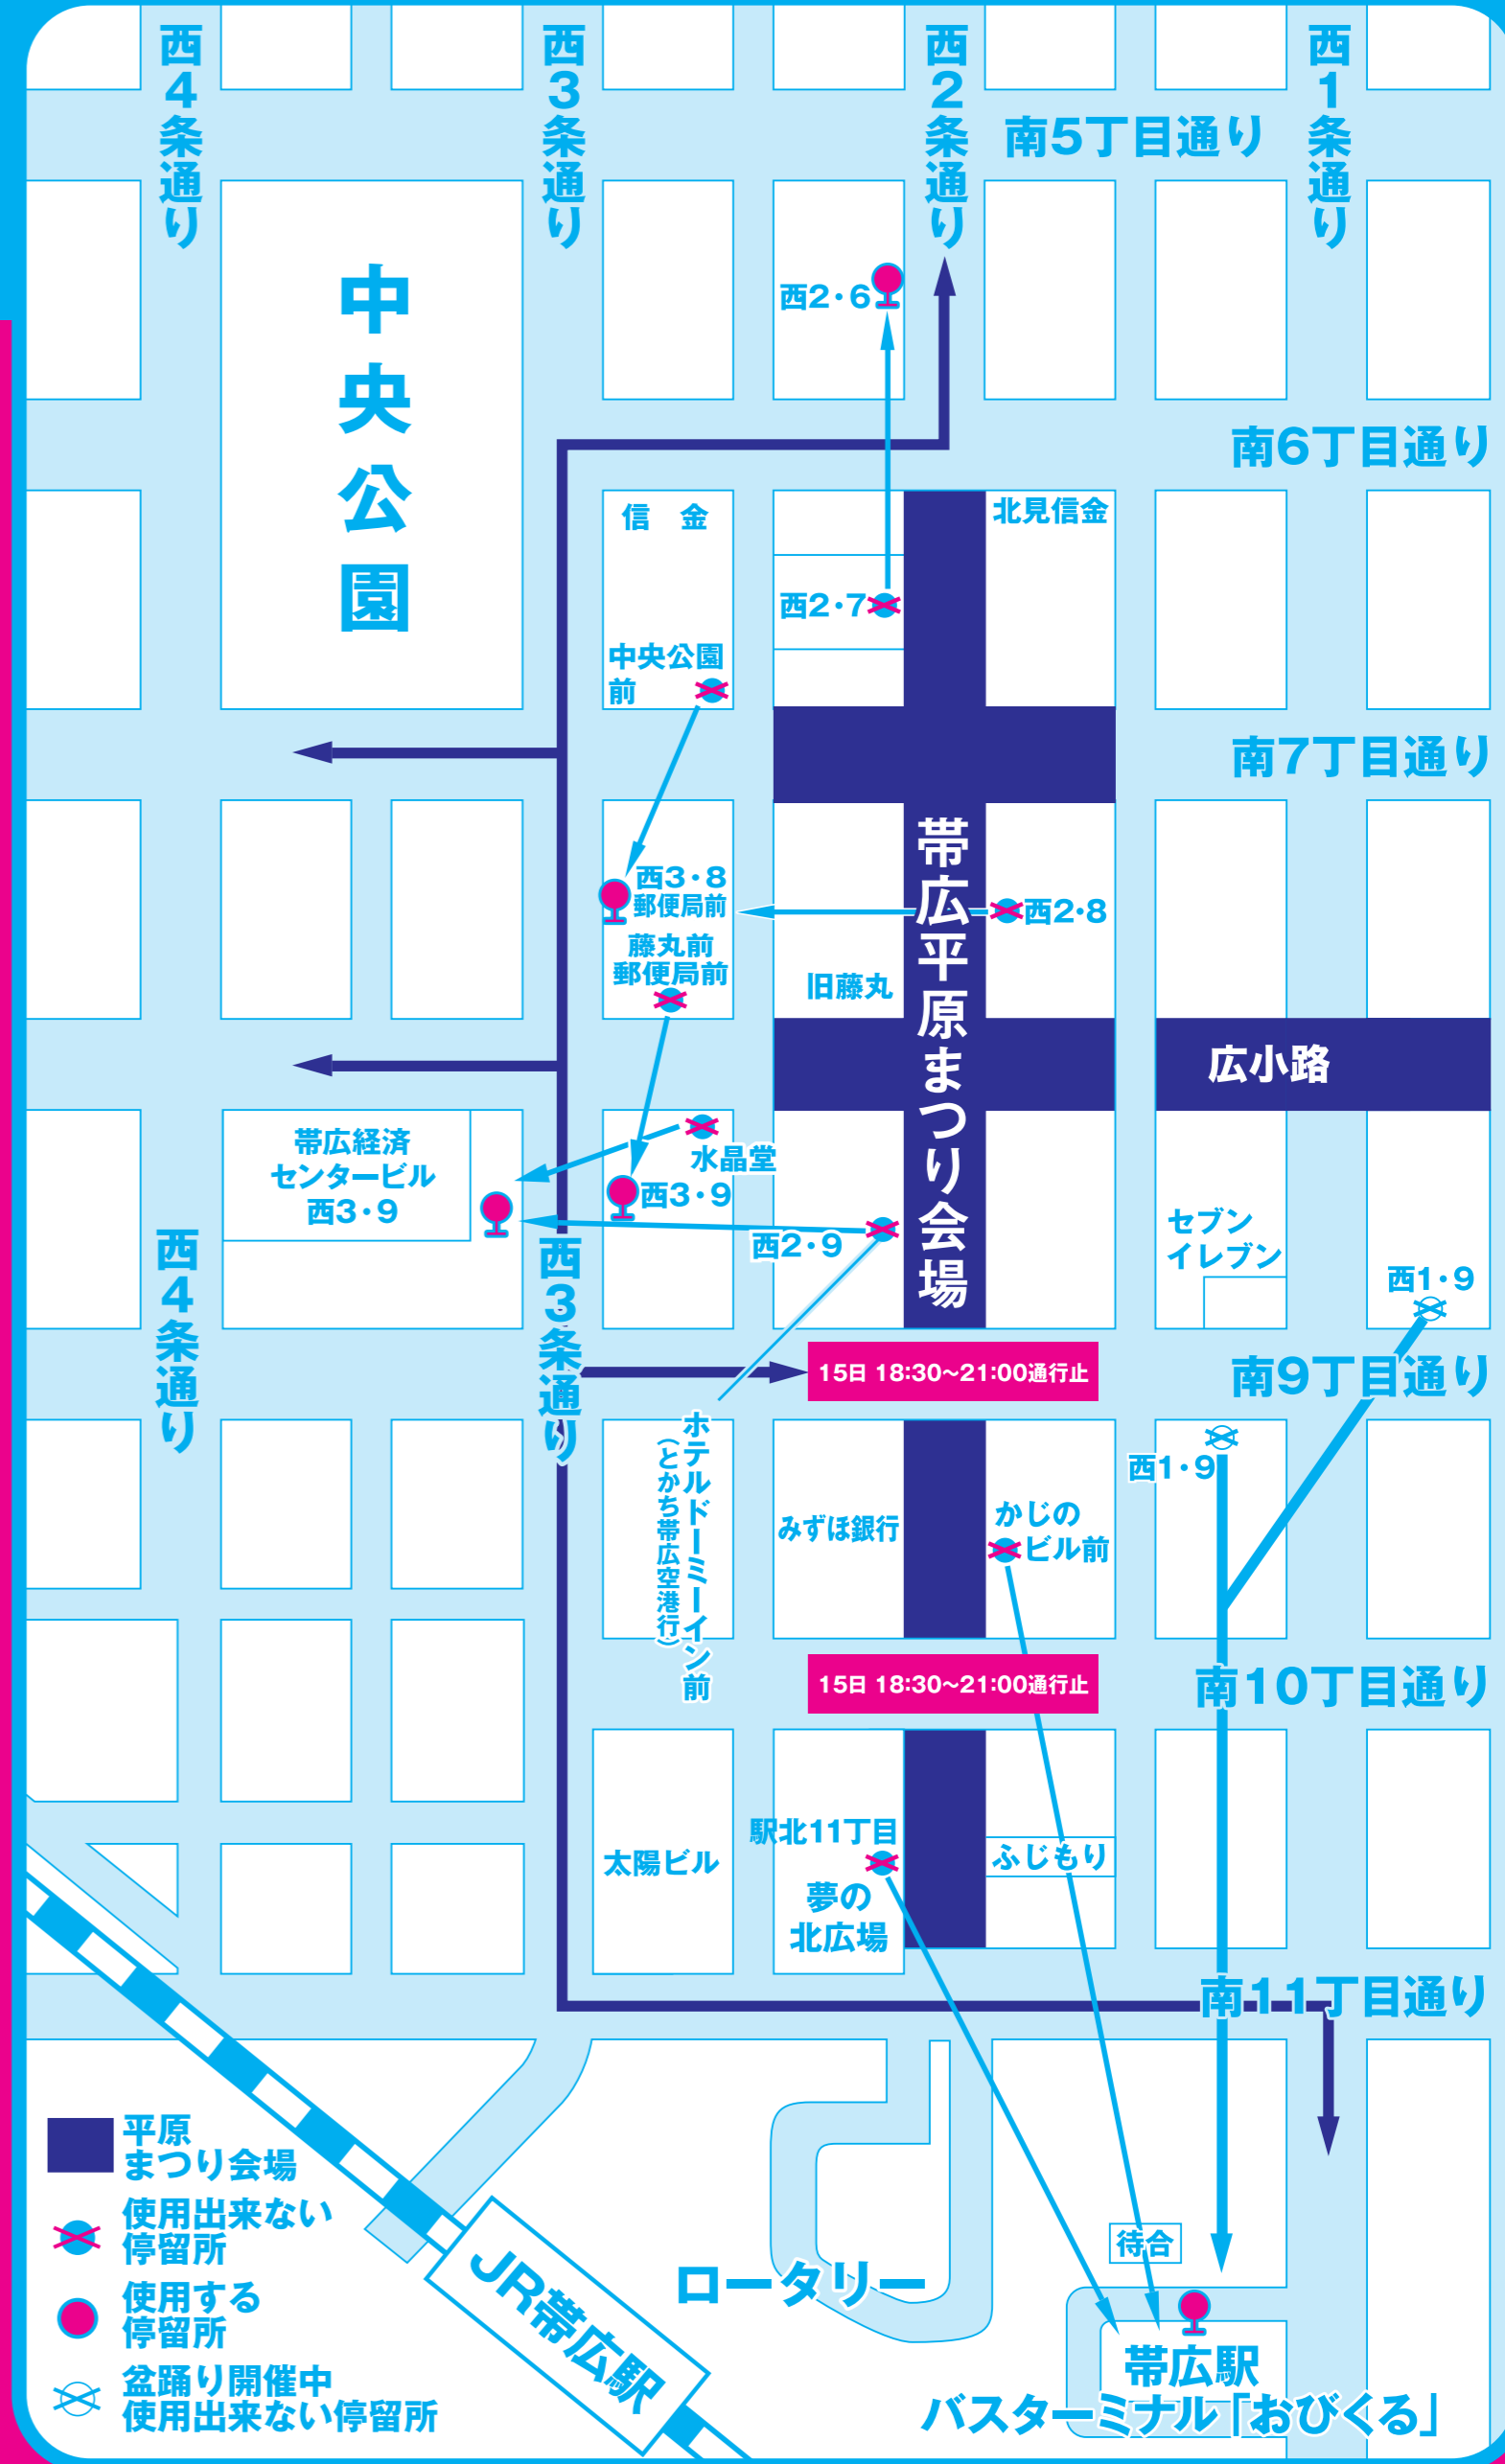 西4条通り
西3条通り
西2条通り
西1条通り
南5丁目通り
中央公園
西2・6
南6丁目通り
信　金
北見信金
西2・7
中央公園
前
南7丁目通り
帯広平原まつり会場
西3・8
郵便局前
西2・8
藤丸前
郵便局前
旧藤丸
広小路
帯広経済
センタービル
西3・9
水晶堂
西3・9
西2・9
セブン
イレブン
西1・9
西4条通り
西3条通り
15日 18:30〜21:00通行止
南9丁目通り
ホテルドーミーイン前
（とかち帯広空港行）
西1・9
みずほ銀行
かじの
ビル前
15日 18:30〜21:00通行止
南10丁目通り
駅北11丁目
太陽ビル
ふじもり
夢の
北広場
南11丁目通り
平原
まつり会場
使用出来ない
停留所
使用する
停留所
盆踊り開催中
使用出来ない停留所
JR帯広駅
ロータリー
待合
帯広駅
バスターミナル「おびくる」